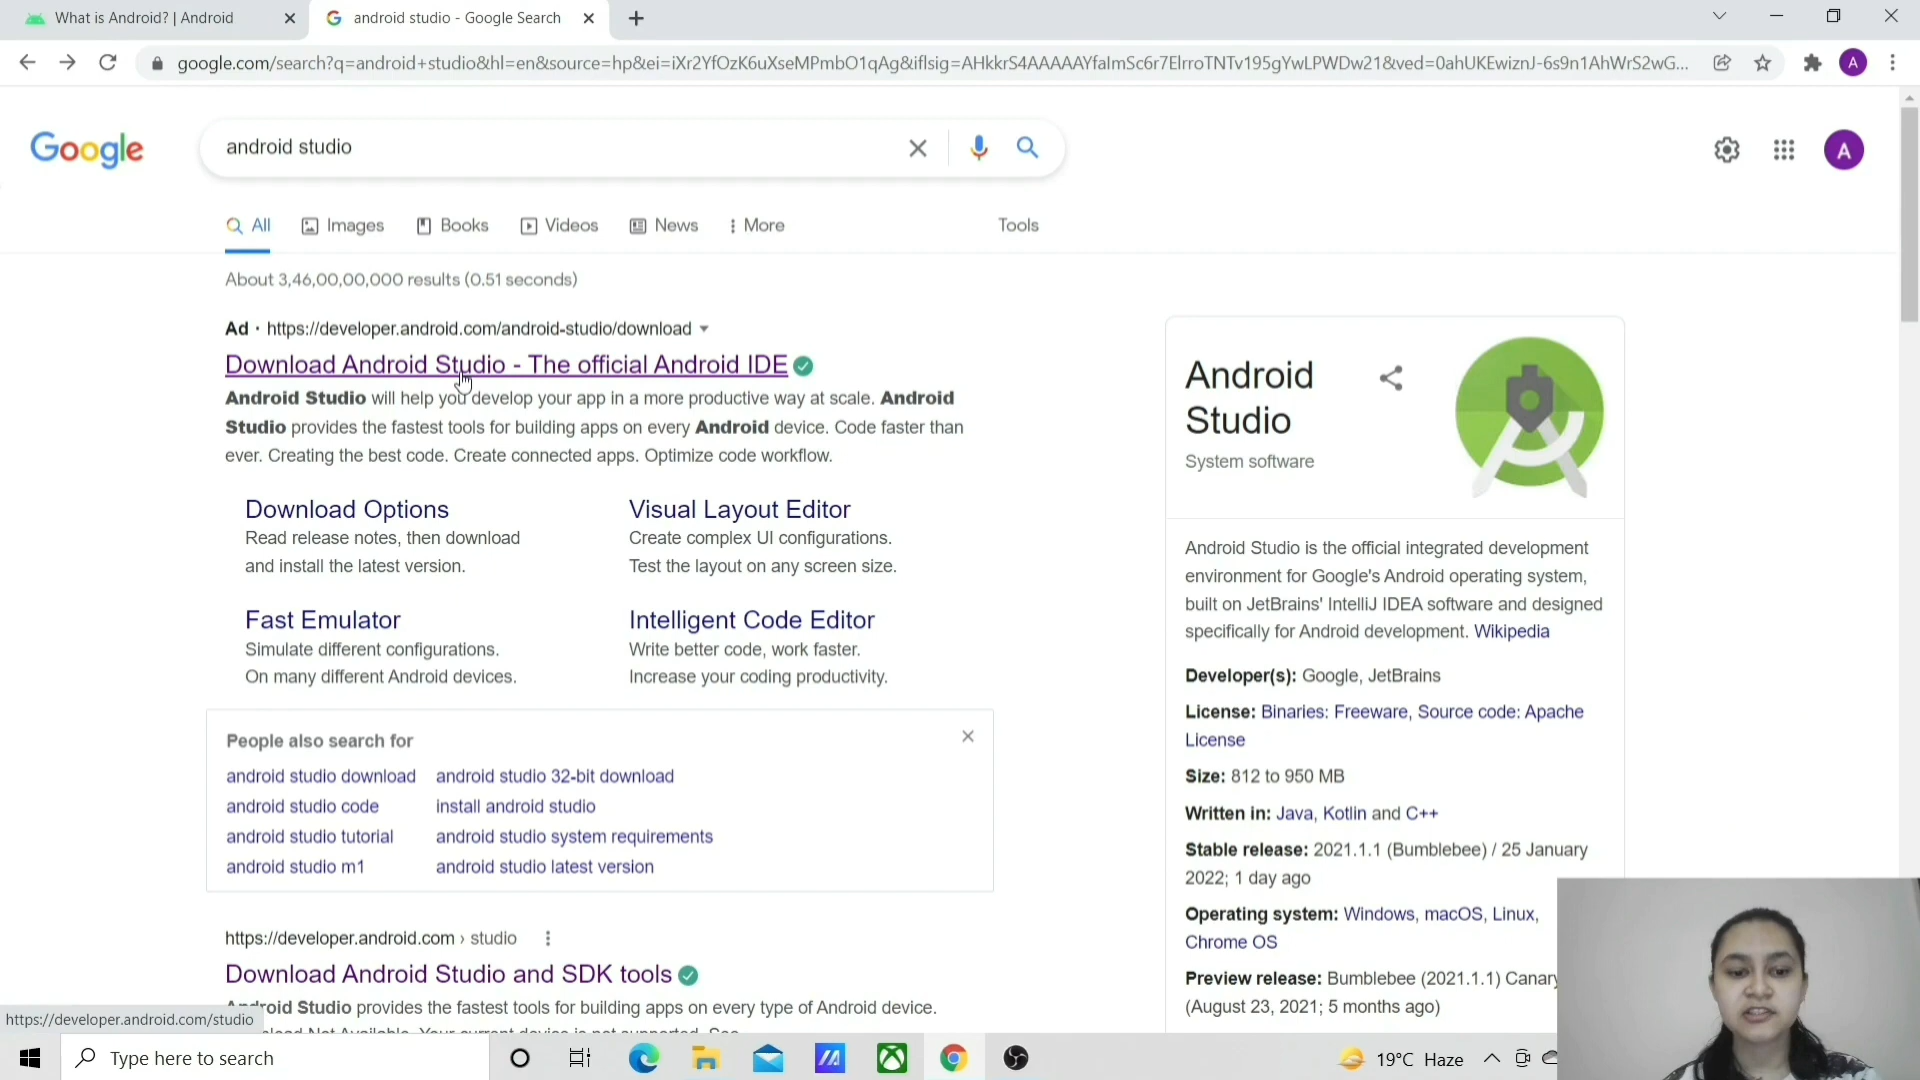 What is Android? | Android
android studio - Google Search
google.com/search?q=android+studio&hl=en&source=hp&ei=iXr2YfOzK6uXseMPmbO1qAg&iflsig=AHkkrS4AAAAAYfaImSc6r7ElrroTNTv195gYwLPWDw21&ved=0ahUKEwiznJ-6s9n1AhWrS2wG...
A
Google
android studio
A
All
Images
Books
Videos
News
More
Tools
About 3,46,00,00,000 results (0.51 seconds)
Ad · https://developer.android.com/android-studio/download
Download Android Studio - The official Android IDE
Android Studio will help you develop your app in a more productive way at scale. Android
Studio provides the fastest tools for building apps on every Android device. Code faster than
ever. Creating the best code. Create connected apps. Optimize code workflow.
Download Options
Read release notes, then download
and install the latest version.
Visual Layout Editor
Create complex UI configurations.
Test the layout on any screen size.
Fast Emulator
Simulate different configurations.
On many different Android devices.
Intelligent Code Editor
Write better code, work faster.
Increase your coding productivity.
People also search for
android studio download
android studio 32-bit download
android studio code
install android studio
android studio tutorial
android studio system requirements
android studio m1
android studio latest version
https://developer.android.com › studio
Download Android Studio and SDK tools
Android Studio provides the fastest tools for building apps on every type of Android device.
Android
Studio
System software
Android Studio is the official integrated development
environment for Google's Android operating system,
built on JetBrains' IntelliJ IDEA software and designed
specifically for Android development. Wikipedia
Developer(s): Google, JetBrains
License: Binaries: Freeware, Source code: Apache
License
Size: 812 to 950 MB
Written in: Java, Kotlin and C++
Stable release: 2021.1.1 (Bumblebee) / 25 January
2022; 1 day ago
Operating system: Windows, macOS, Linux,
Chrome OS
Preview release: Bumblebee (2021.1.1) Canary
(August 23, 2021; 5 months ago)
https://developer.android.com/studio
Type here to search
19°C Haze